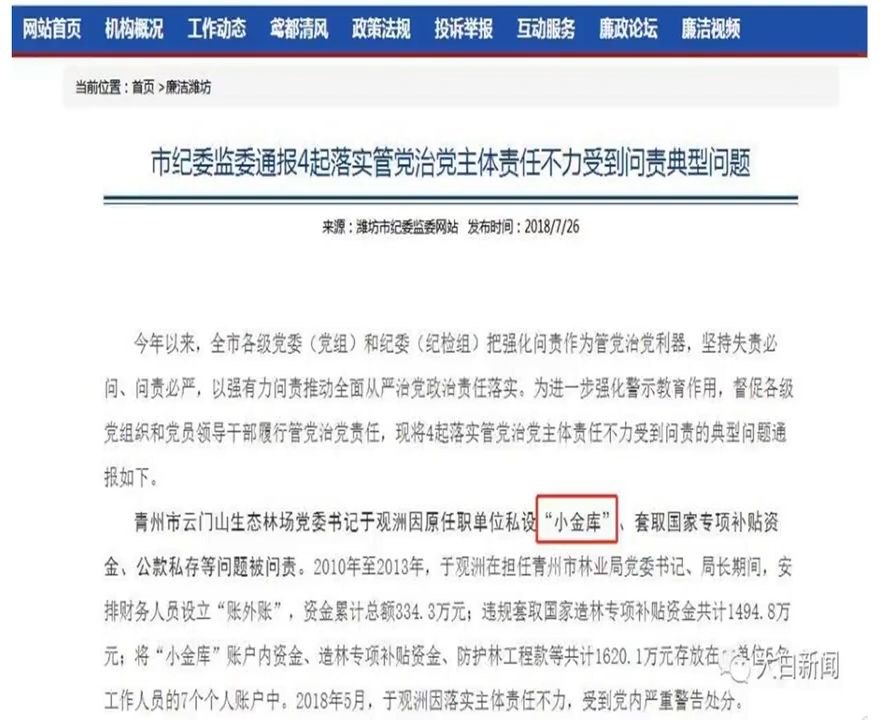 网站首页 机构概况 工作动态 鸢都清风 政策法规 投诉举报 互动服务 廉政论坛 廉洁视频
当前位置：首页 >廉洁潍坊
市纪委监委通报4起落实管党治党主体责任不力受到问责典型问题
来源：潍坊市纪委监委网站 发布时间：2018/7/26
今年以来，全市各级党委（党组）和纪委（纪检组）把强化问责作为管党治党利器，坚持失责必
问、问责必严，以强有力问责推动全面从严治党政治责任落实。为进一步强化警示教育作用，督促各级
党组织和党员领导干部履行管党治党责任，现将4起落实管党治党主体责任不力受到问责的典型问题通
报如下。
青州市云门山生态林场党委书记于观洲因原任职单位私设“小金库”、套取国家专项补贴资
金、公款私存等问题被问责。2010年至2013年，于观洲在担任青州市林业局党委书记、局长期间，安
排财务人员设立“账外账”，资金累计总额334.3万元；违规套取国家造林专项补贴资金共计1494.8万
元；将“小金库”账户内资金、造林专项补贴资金、防护林工程款等共计1620.1万元存放在 单位5名
工作人员的7个个人账户中。2018年5月，于观洲因落实主体责任不力，受到党内严重警告处分。
大白新闻